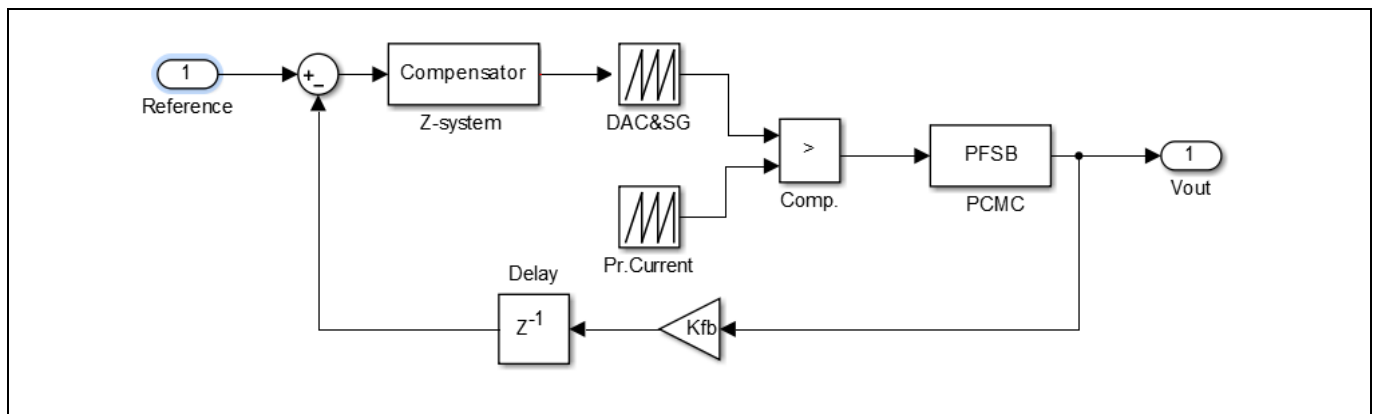 1
Reference
+
-
Compensator
Z-system
DAC&SG
Pr.Current
>
Comp.
PFSB
PCMC
1
Vout
Delay
Z-1
Kfb